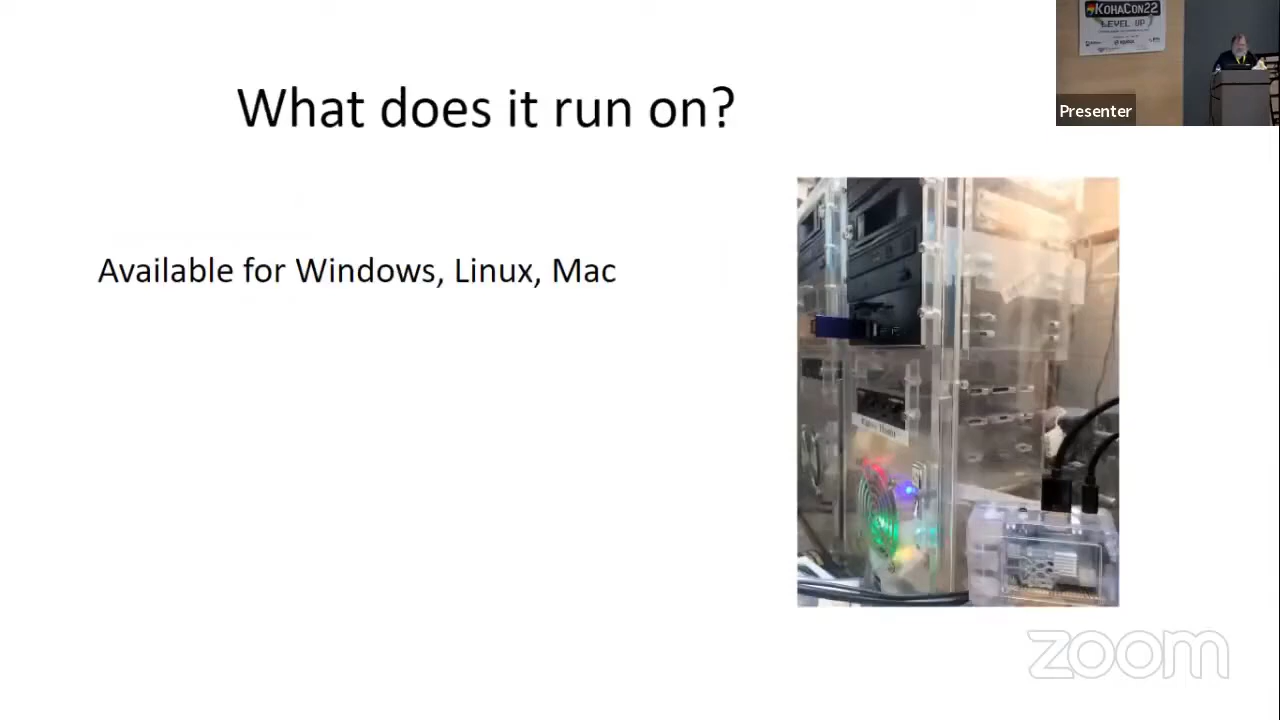 KOHACON22
LEVEL UP
Presenter
What does it run on?
Available for Windows, Linux, Mac
zoom